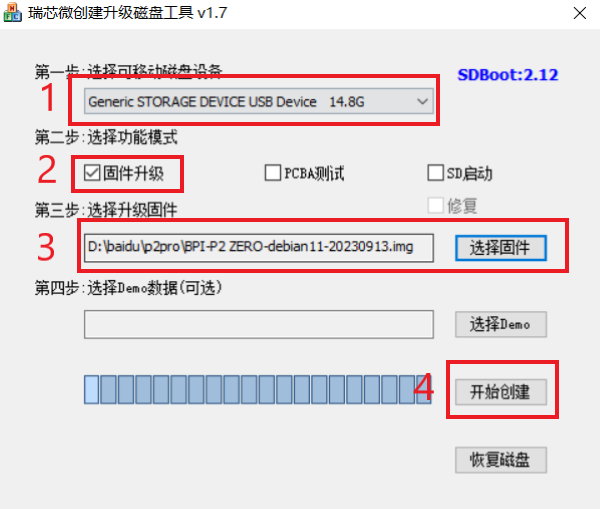 瑞芯微创建升级磁盘工具 v1.7
第一步:选择可移动磁盘设备
SDBoot:2.12
1
Generic STORAGE DEVICE USB Device 14.8G
第二步:选择功能模式
2
固件升级
PCBA测试
SD启动
第三步:选择升级固件
修复
3
D:\baidu\p2pro\BPI-P2 ZERO-debian11-20230913.img
选择固件
第四步:选择Demo数据(可选)
选择Demo
4
开始创建
恢复磁盘